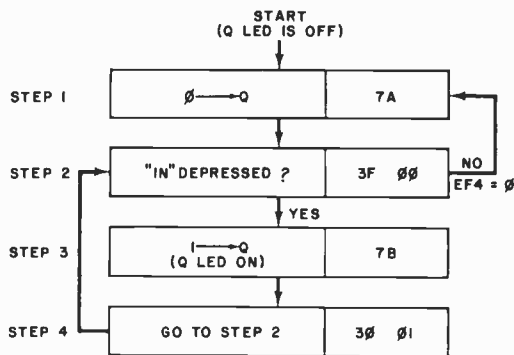 START
(Q LED IS OFF)
STEP 1
Ø → Q
7A
STEP 2
"IN" DEPRESSED ?
3F ØØ
NO
EF4 = Ø
YES
STEP 3
1 → Q
(Q LED ON)
7B
STEP 4
GO TO STEP 2
3Ø Ø1